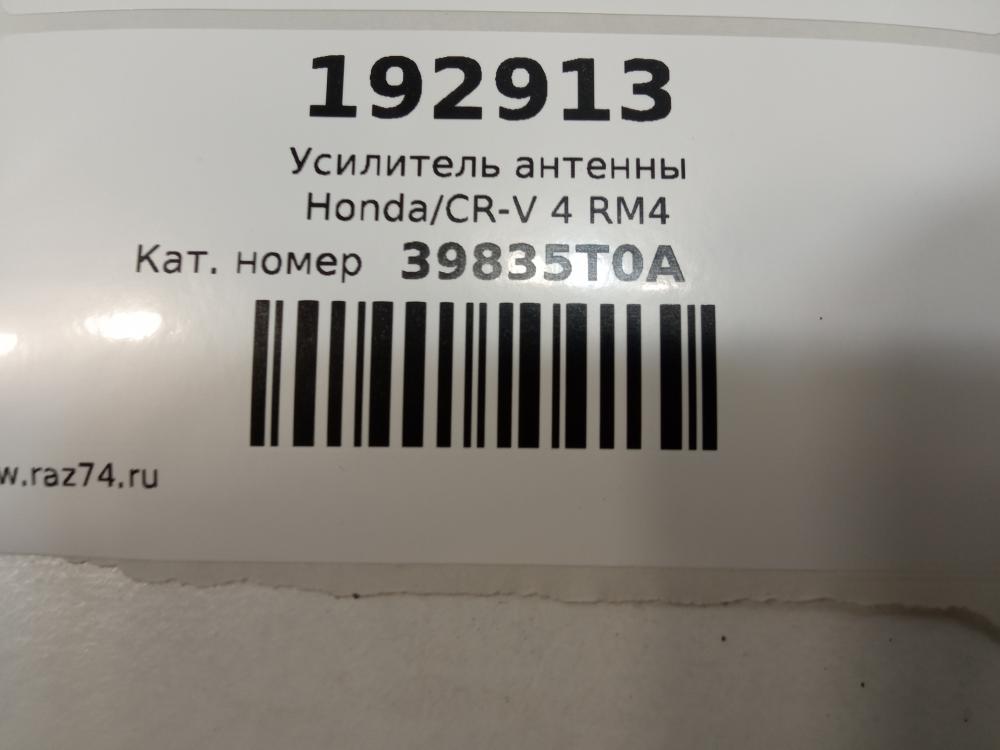 192913
Усилитель антенны
Honda/CR-V 4 RM4
Кат. номер 39835T0A
w.raz74.ru